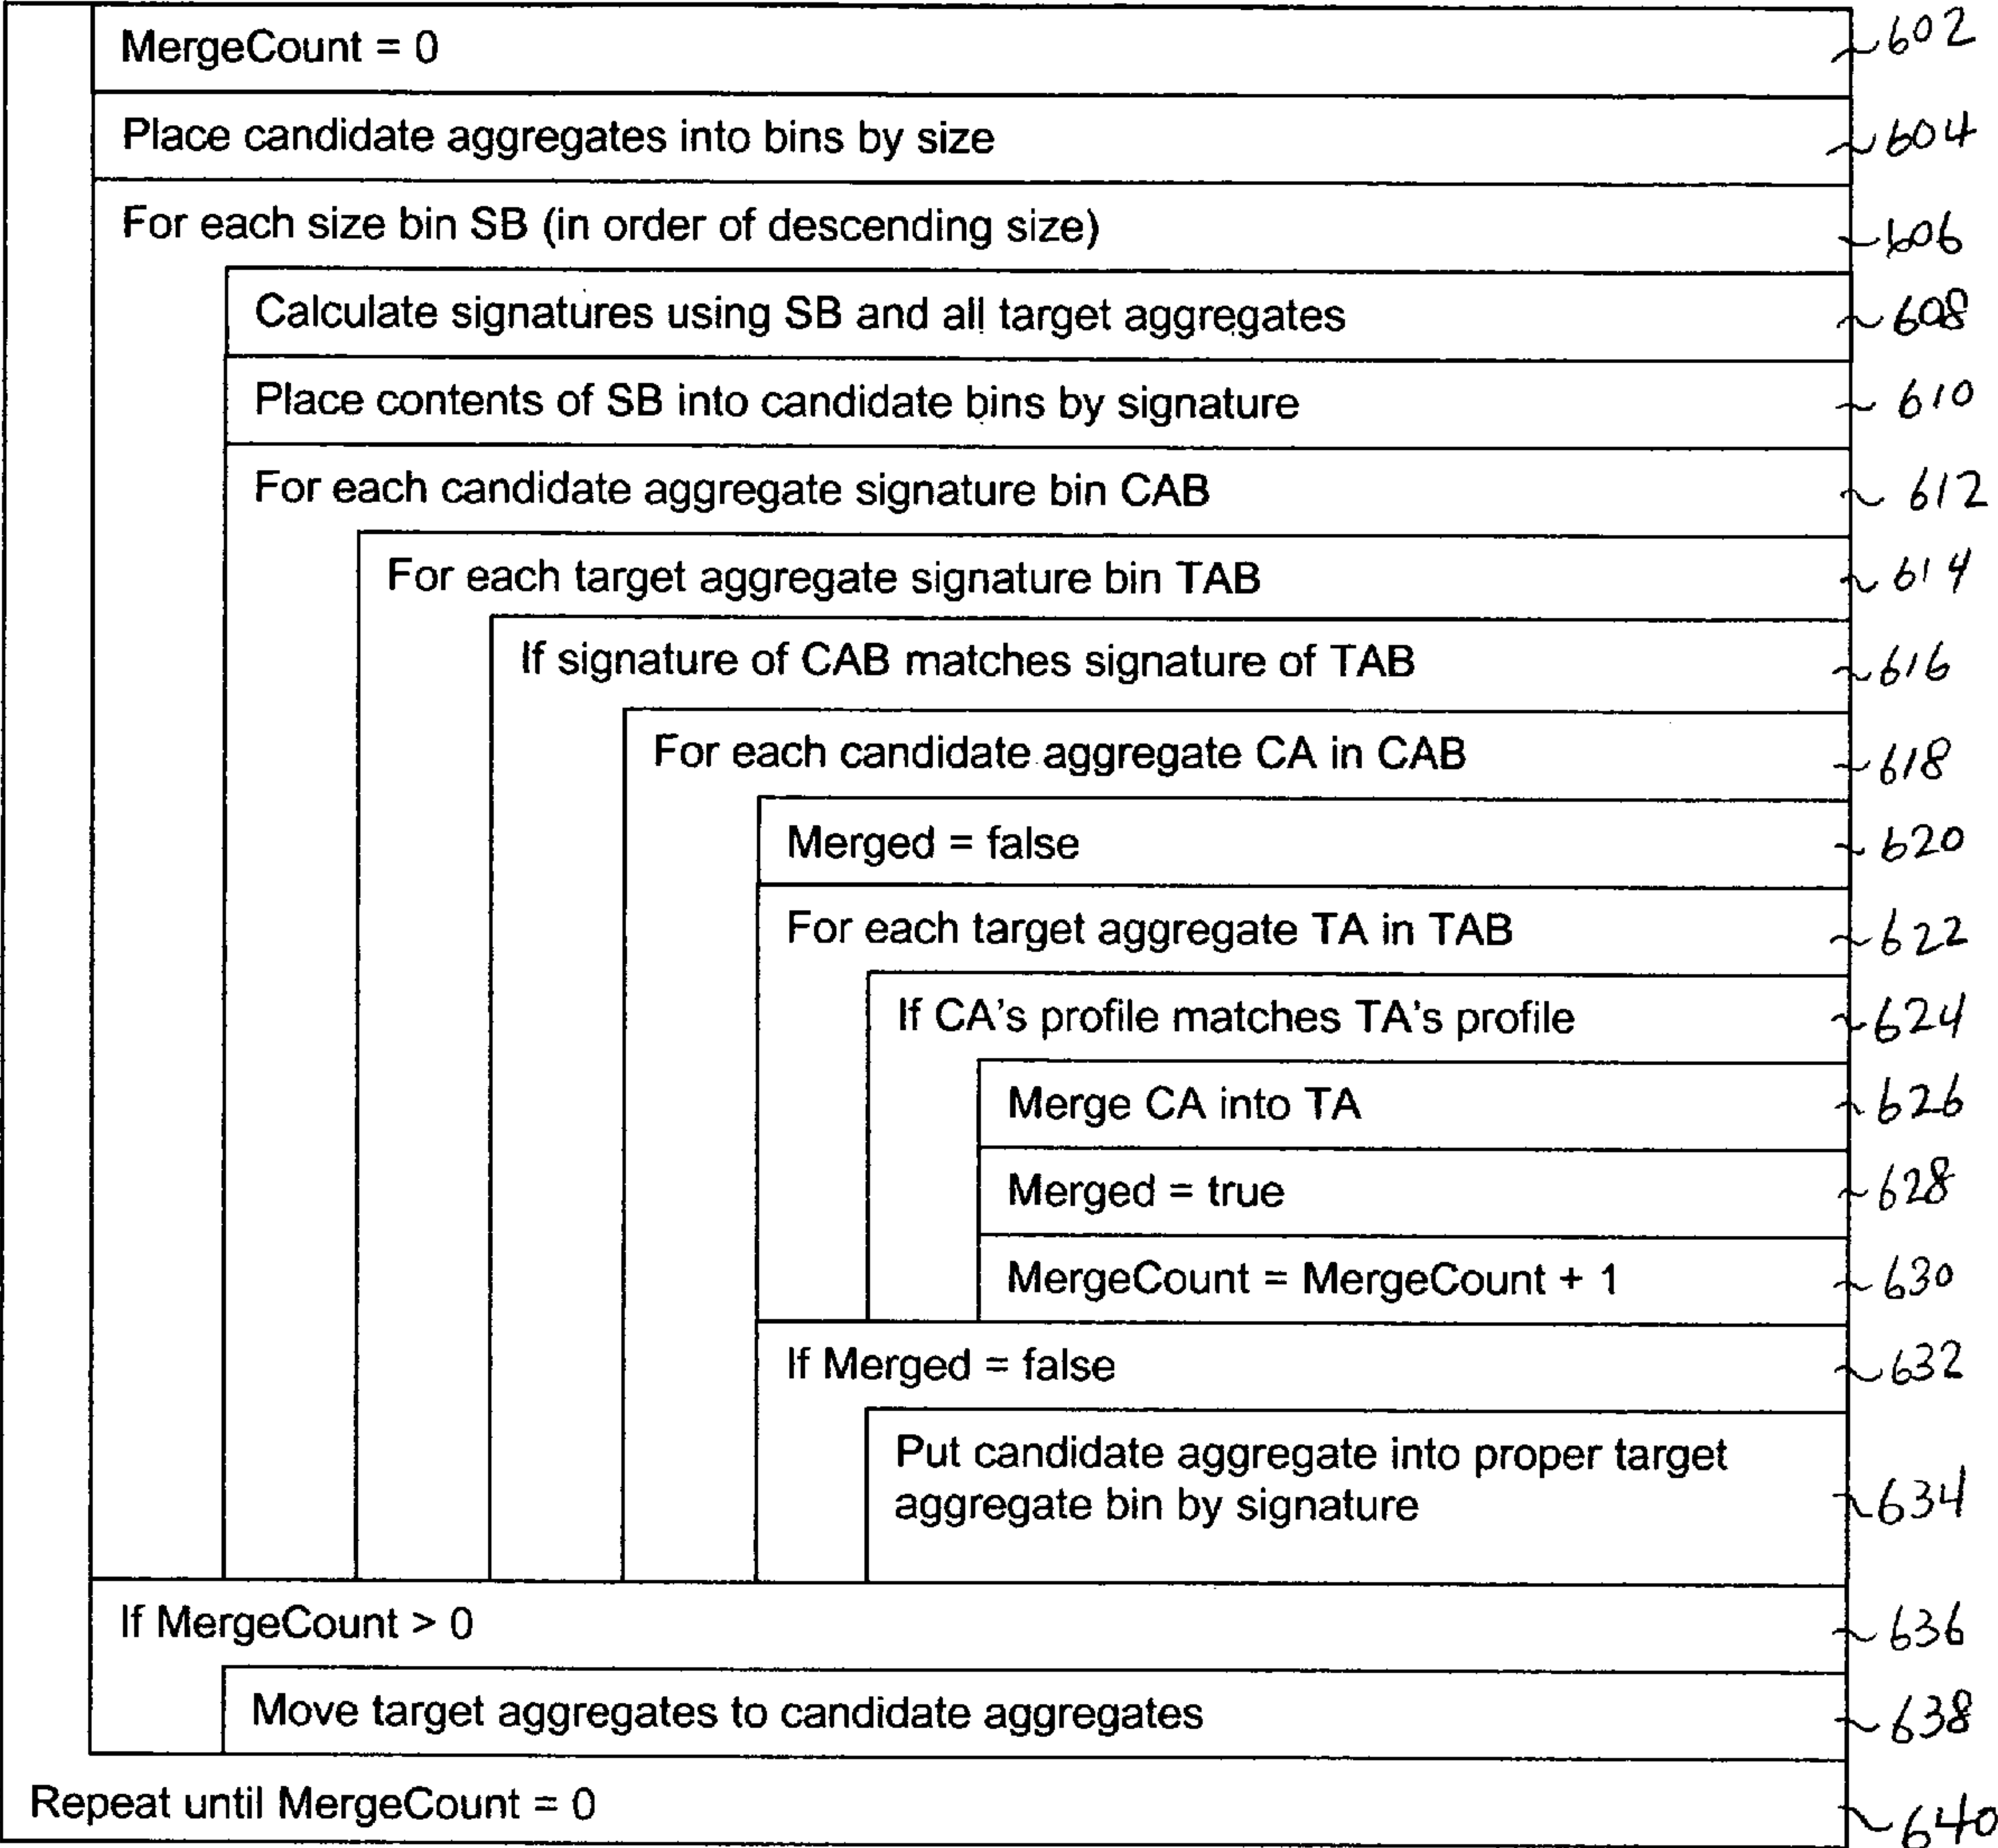 MergeCount = 0 602
Place candidate aggregates into bins by size 604
For each size bin SB (in order of descending size) 606
Calculate signatures using SB and all target aggregates 608
Place contents of SB into candidate bins by signature 610
For each candidate aggregate signature bin CAB 612
For each target aggregate signature bin TAB 614
If signature of CAB matches signature of TAB 616
For each candidate aggregate CA in CAB 618
Merged = false 620
For each target aggregate TA in TAB 622
If CA's profile matches TA's profile 624
Merge CA into TA 626
Merged = true 628
MergeCount = MergeCount + 1 630
If Merged = false 632
Put candidate aggregate into proper target
aggregate bin by signature 634
If MergeCount > 0 636
Move target aggregates to candidate aggregates 638
Repeat until MergeCount = 0 640